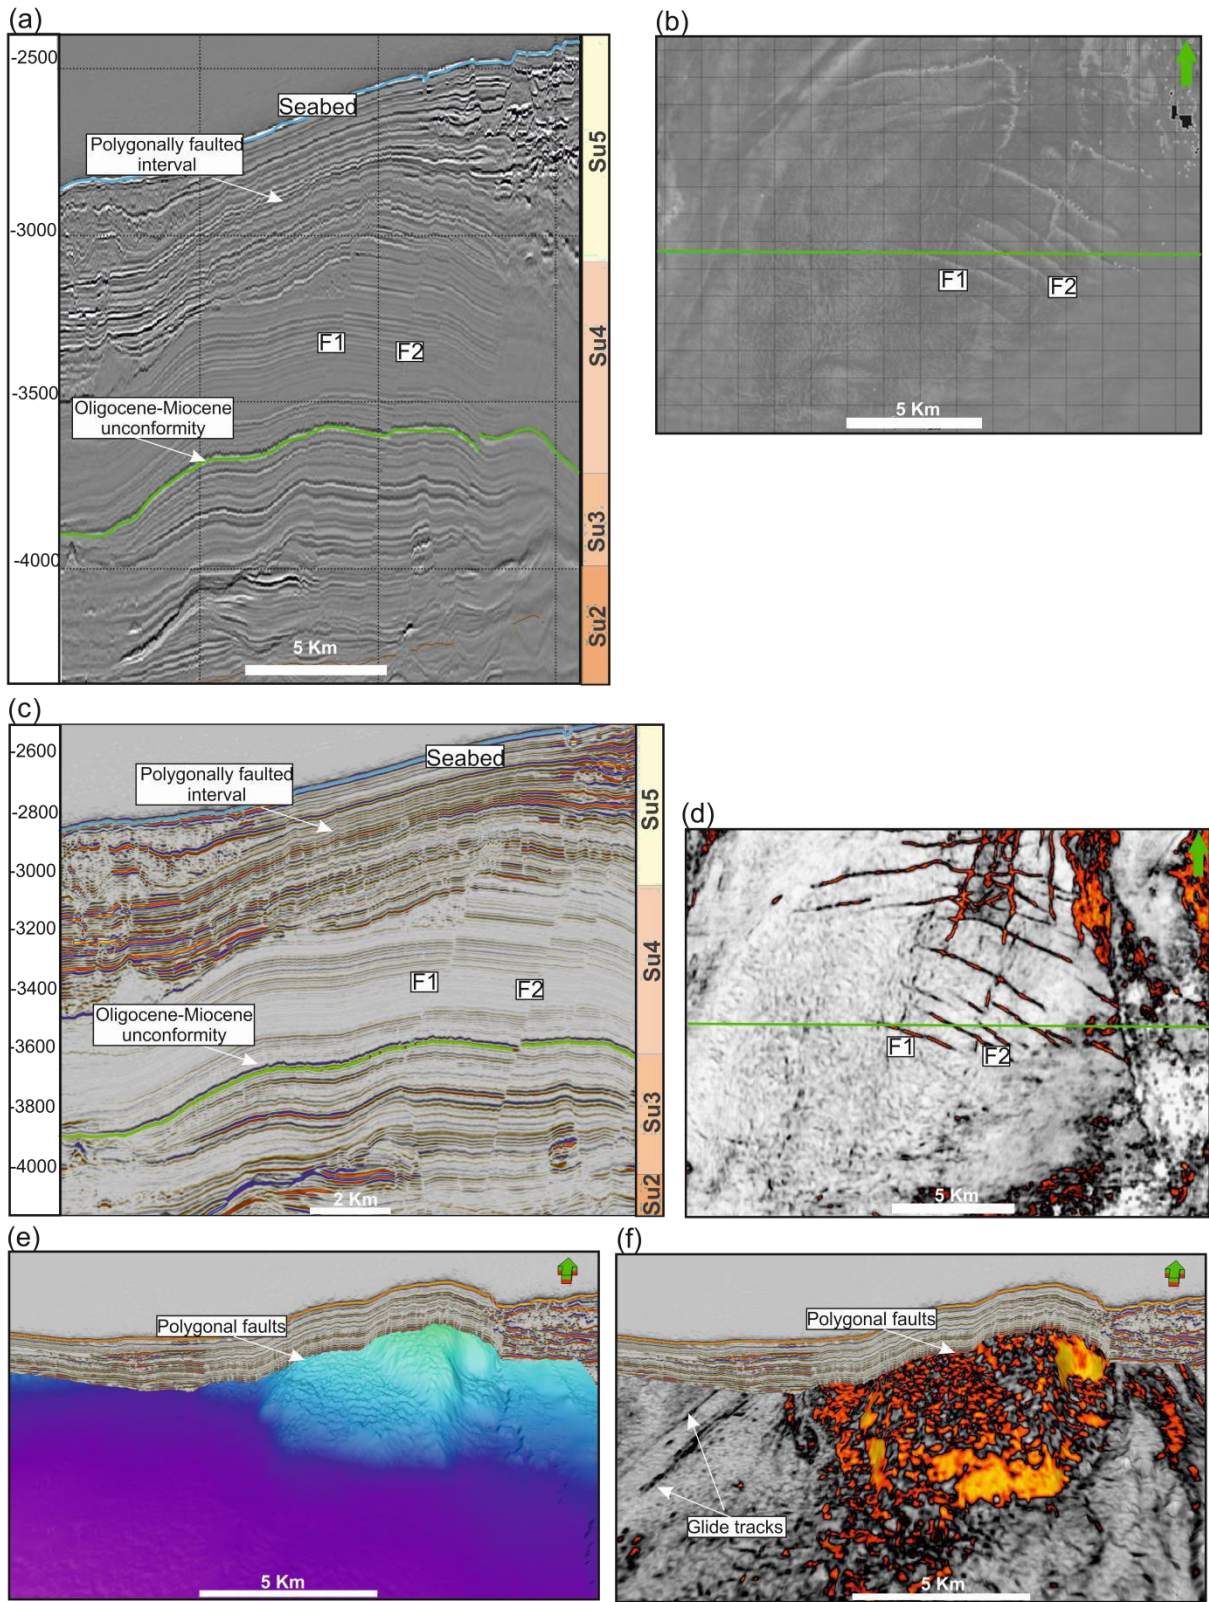 (a)
-2500
-3000
-3500
-4000
Seabed
Polygonally faulted
interval
F1
F2
Oligocene-Miocene
unconformity
5 Km
Su5
Su4
Su3
Su2
(b)
F1
F2
5 Km
(c)
-2600
-2800
-3000
-3200
-3400
-3600
-3800
-4000
Seabed
Polygonally faulted
interval
F1
F2
Oligocene-Miocene
unconformity
2 Km
Su5
Su4
Su3
Su2
(d)
F1
F2
5 Km
(e)
Polygonal faults
5 Km
(f)
Polygonal faults
Glide tracks
5 Km